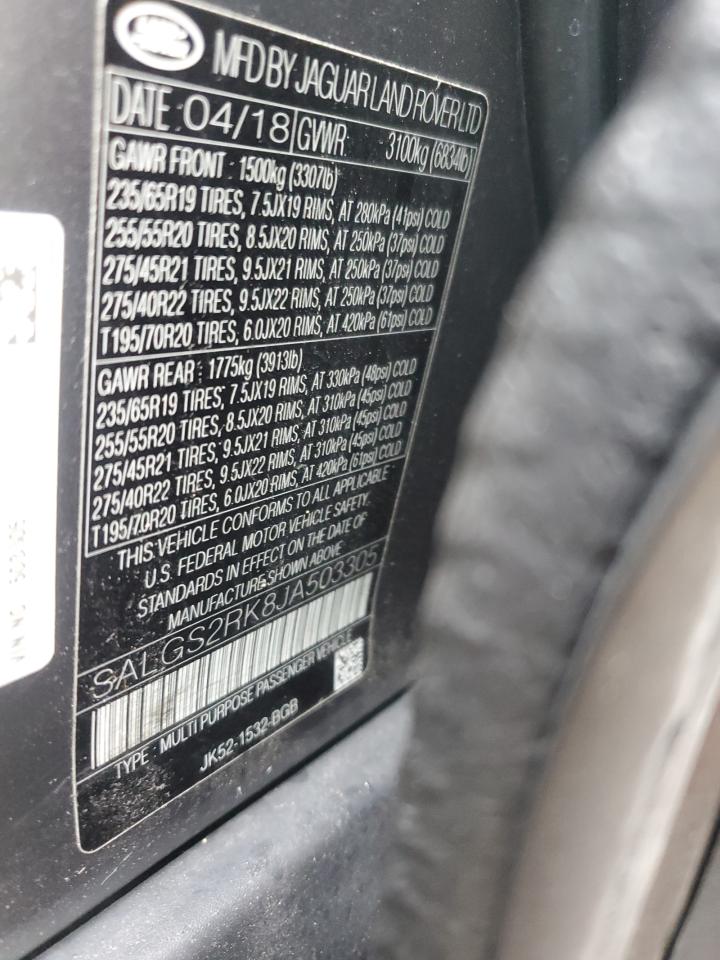 MFD BY JAGUAR LAND ROVER LTD
DATE: 04/18 GVWR: 3100kg (6834lb)
GAWR FRONT : 1500kg (3307lb)
235/65R19 TIRES, 7.5JX19 RIMS, AT 280kPa (41psi) COLD
255/55R20 TIRES, 8.5JX20 RIMS, AT 250kPa (37psi) COLD
275/45R21 TIRES, 9.5JX21 RIMS, AT 250kPa (37psi) COLD
275/40R22 TIRES, 9.5JX22 RIMS, AT 250kPa (37psi) COLD
T195/70R20 TIRES, 6.0JX20 RIMS, AT 420kPa (61psi) COLD
GAWR REAR : 1775kg (3913lb)
235/65R19 TIRES, 7.5JX19 RIMS, AT 330kPa (48psi) COLD
255/55R20 TIRES, 8.5JX20 RIMS, AT 310kPa (45psi) COLD
275/45R21 TIRES, 9.5JX21 RIMS, AT 310kPa (45psi) COLD
275/40R22 TIRES, 9.5JX22 RIMS, AT 310kPa (45psi) COLD
T195/70R20 TIRES, 6.0JX20 RIMS, AT 420kPa (61psi) COLD
THIS VEHICLE CONFORMS TO ALL APPLICABLE
U.S. FEDERAL MOTOR VEHICLE SAFETY
STANDARDS IN EFFECT ON THE DATE OF
MANUFACTURE SHOWN ABOVE
SALGS2RK8JA503305
TYPE : MULTI PURPOSE PASSENGER VEHICLE
JK52-1532-BGB